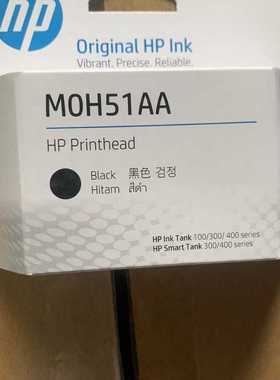 hp
Original HP Ink
Vibrant. Precise. Reliable.
M0H51AA
HP Printhead
Black 黑色 검정
Hitam สีดำ
HP Ink Tank 100/300/400 series
HP Smart Tank 300/400 series